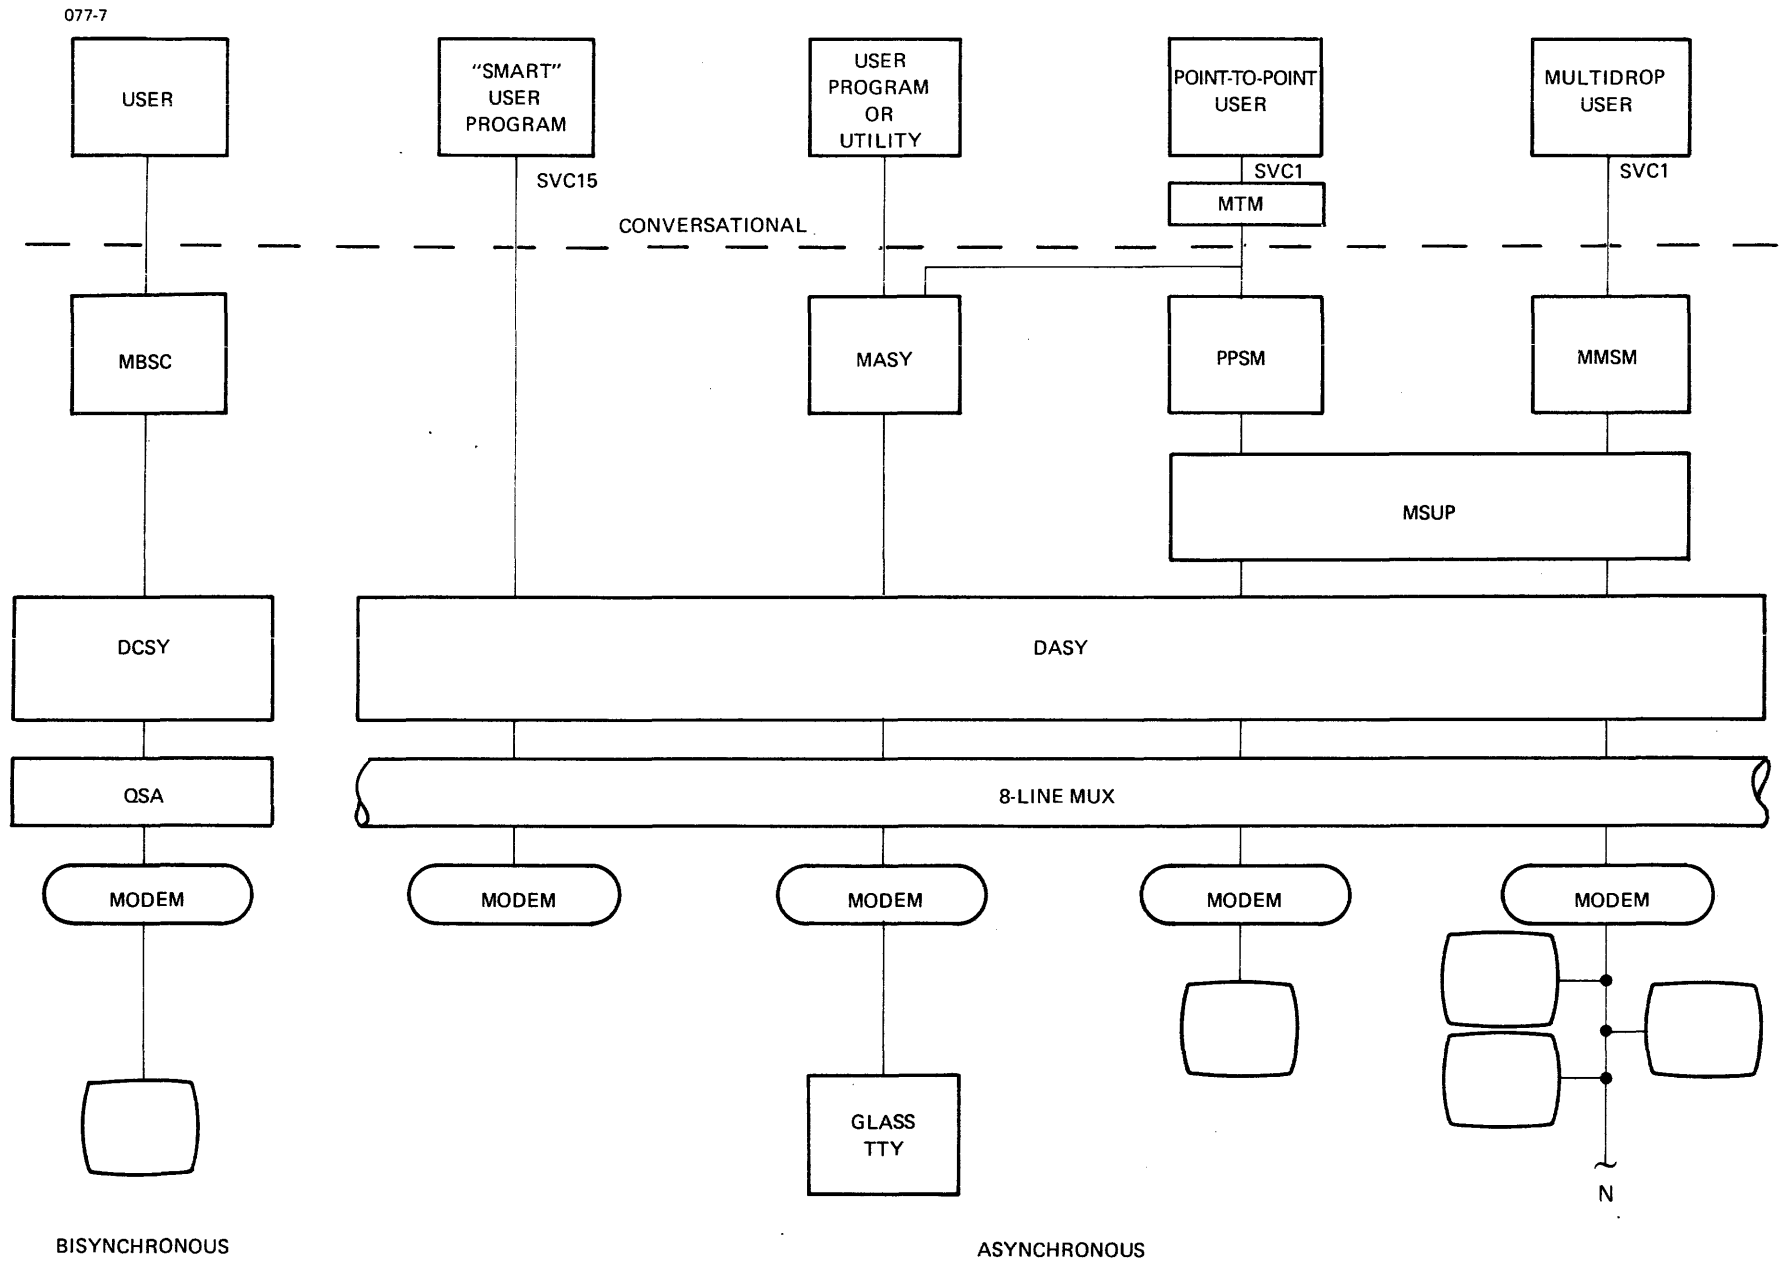 077-7
USER
"SMART"
USER
PROGRAM
USER
PROGRAM
OR
UTILITY
POINT-TO-POINT
USER
MULTIDROP
USER
SVC15
SVC1
SVC1
MTM
CONVERSATIONAL
MBSC
MASY
PPSM
MMSM
MSUP
DCSY
DASY
QSA
8-LINE MUX
MODEM
MODEM
MODEM
MODEM
MODEM
GLASS
TTY
N
BISYNCHRONOUS
ASYNCHRONOUS